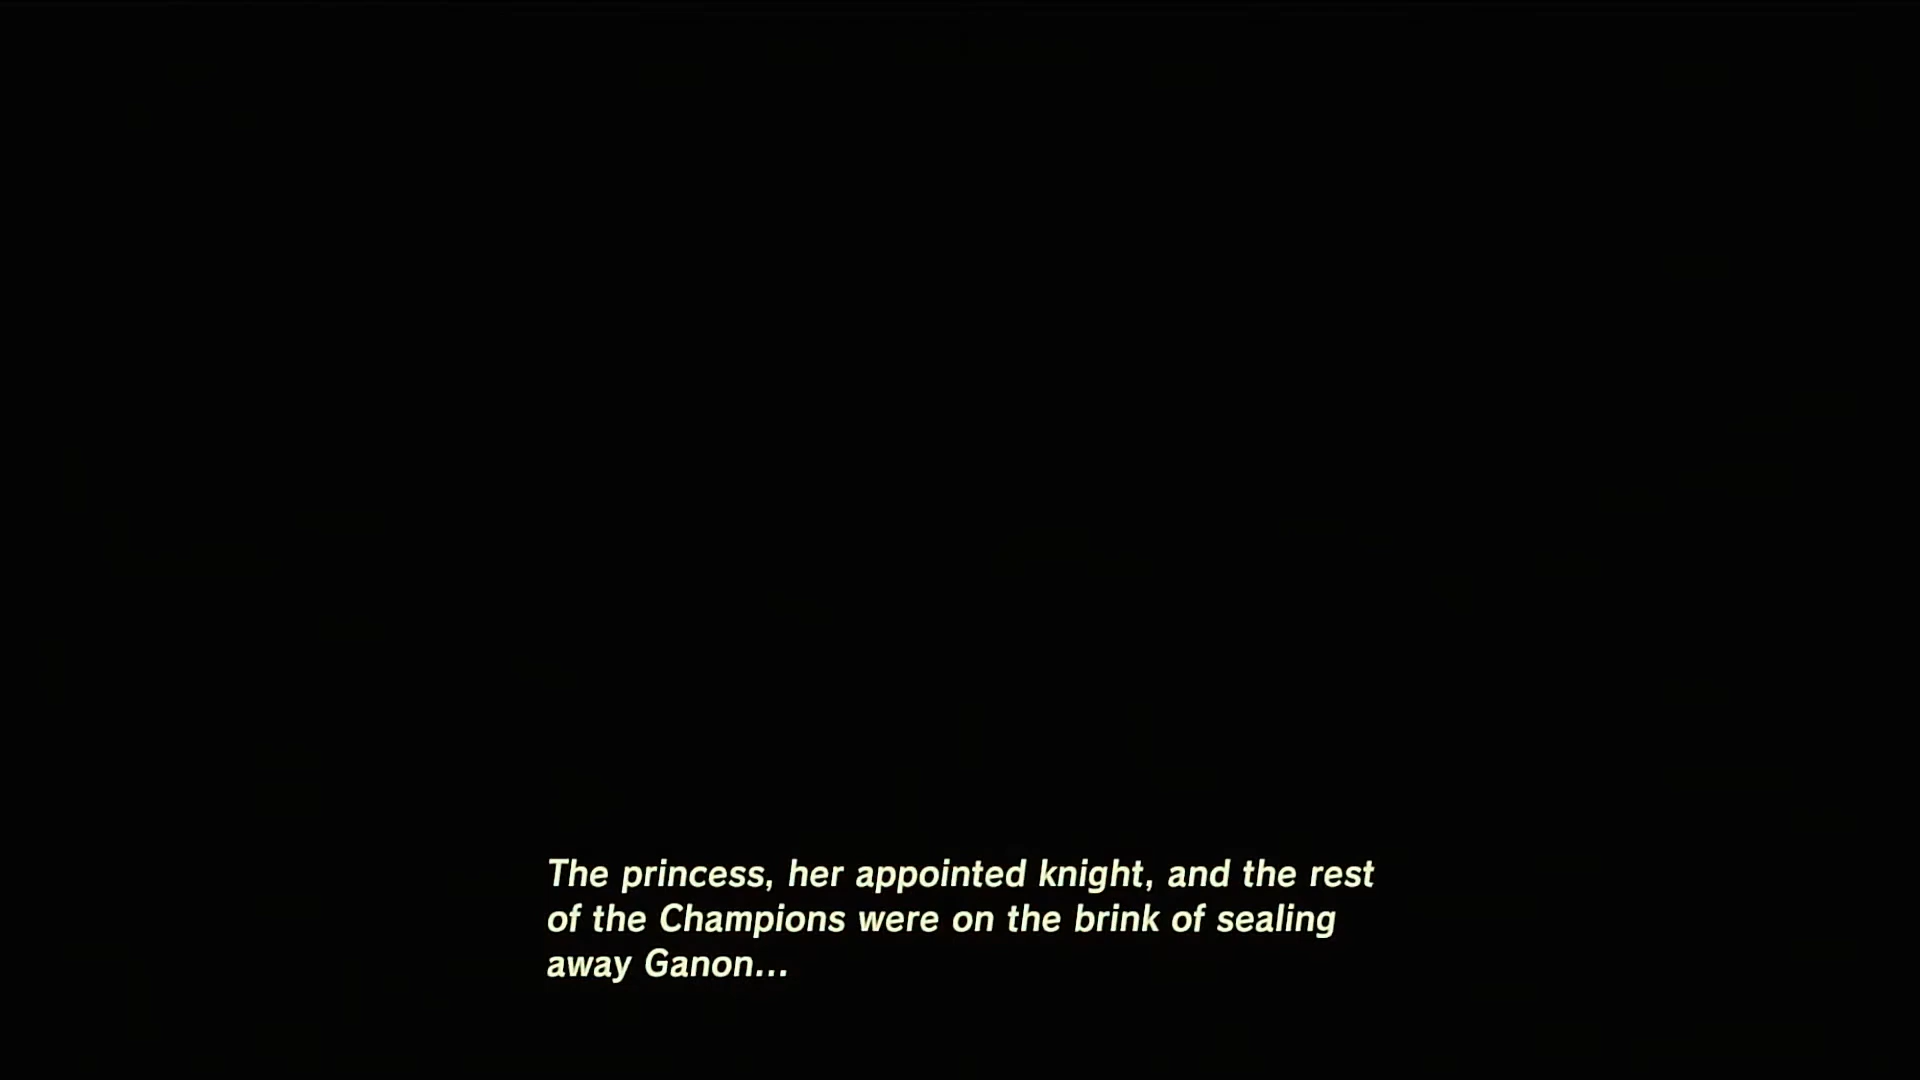 The princess, her appointed knight, and the rest
of the Champions were on the brink of sealing
away Ganon...